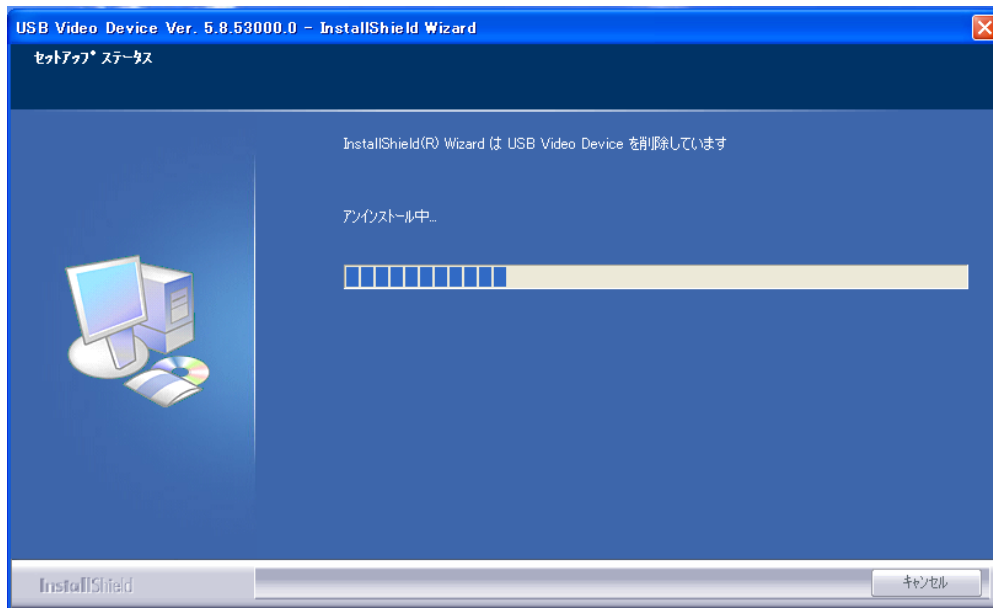 USB Video Device Ver. 5.8.53000.0 - InstallShield Wizard
ｾｯﾄｱｯﾌﾟ ｽﾃｰﾀｽ
InstallShield(R) Wizard は USB Video Device を削除しています
ｱﾝｲﾝｽﾄｰﾙ中...
InstallShield
ｷｬﾝｾﾙ